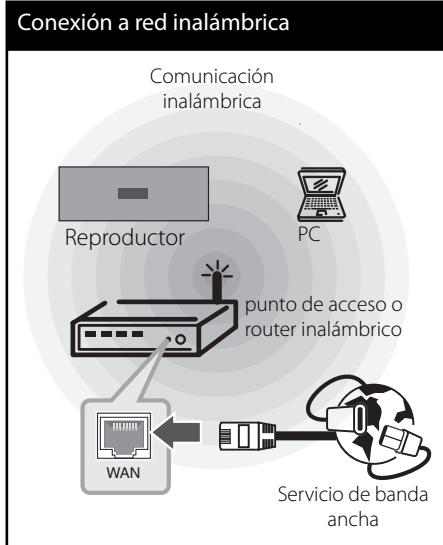 Conexión a red inalámbrica
Comunicación
inalámbrica
Reproductor
PC
punto de acceso o
router inalámbrico
WAN
Servicio de banda
ancha